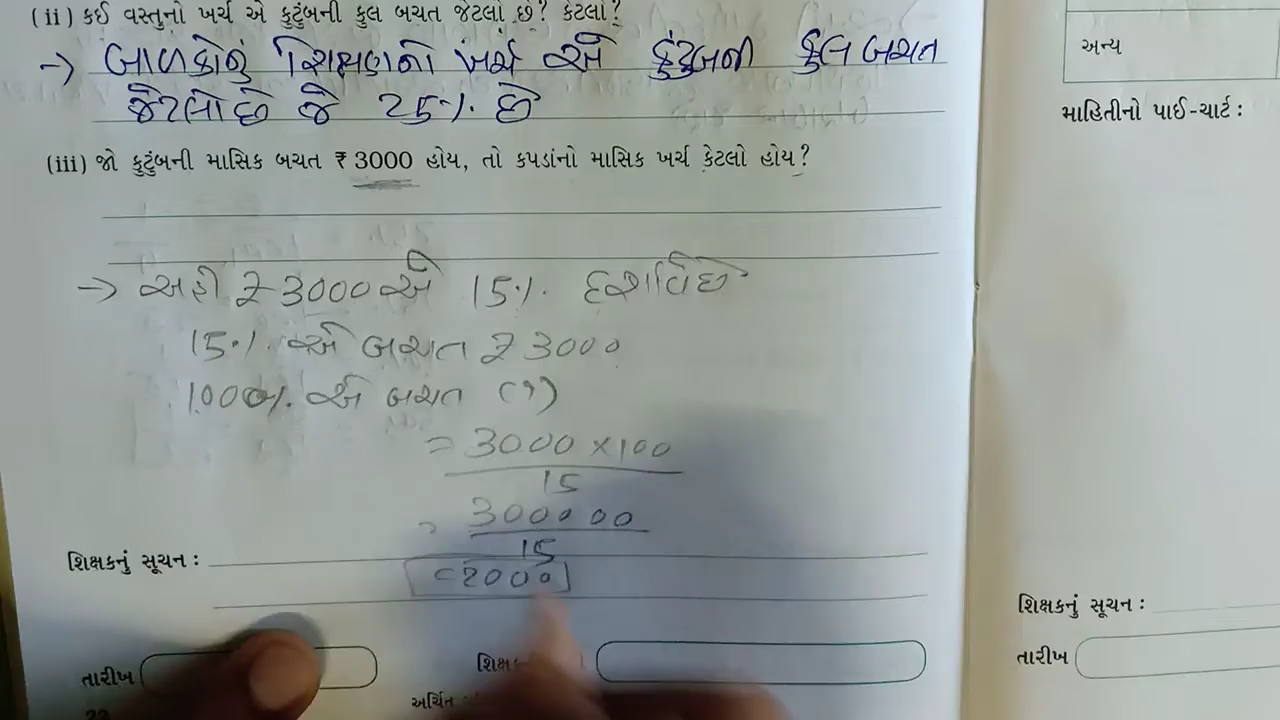 (ii) કઈ વસ્તુનો ખર્ચ એ કુટુંબની કુલ બચત જેટલો છે? કેટલો?
→ બાળકોનું શિક્ષણનો ખર્ચ એ કુટુંબની કુલ બચત
જેટલો છે જે 25% છે
(iii) જો કુટુંબની માસિક બચત ₹ 3000 હોય, તો કપડાંનો માસિક ખર્ચ કેટલો હોય?
→ અહી ₹ 3000 એ 15% દર્શાવે છે
15% એ બચત ₹ 3000
100% એ બચત (?)
= 3000 × 100
15
= 300000
15
= 2000
શિક્ષકનું સૂચન :
તારીખ
અન્ય
માહિતીનો પાઈ-ચાર્ટ :
શિક્ષકનું સૂચન :
તારીખ